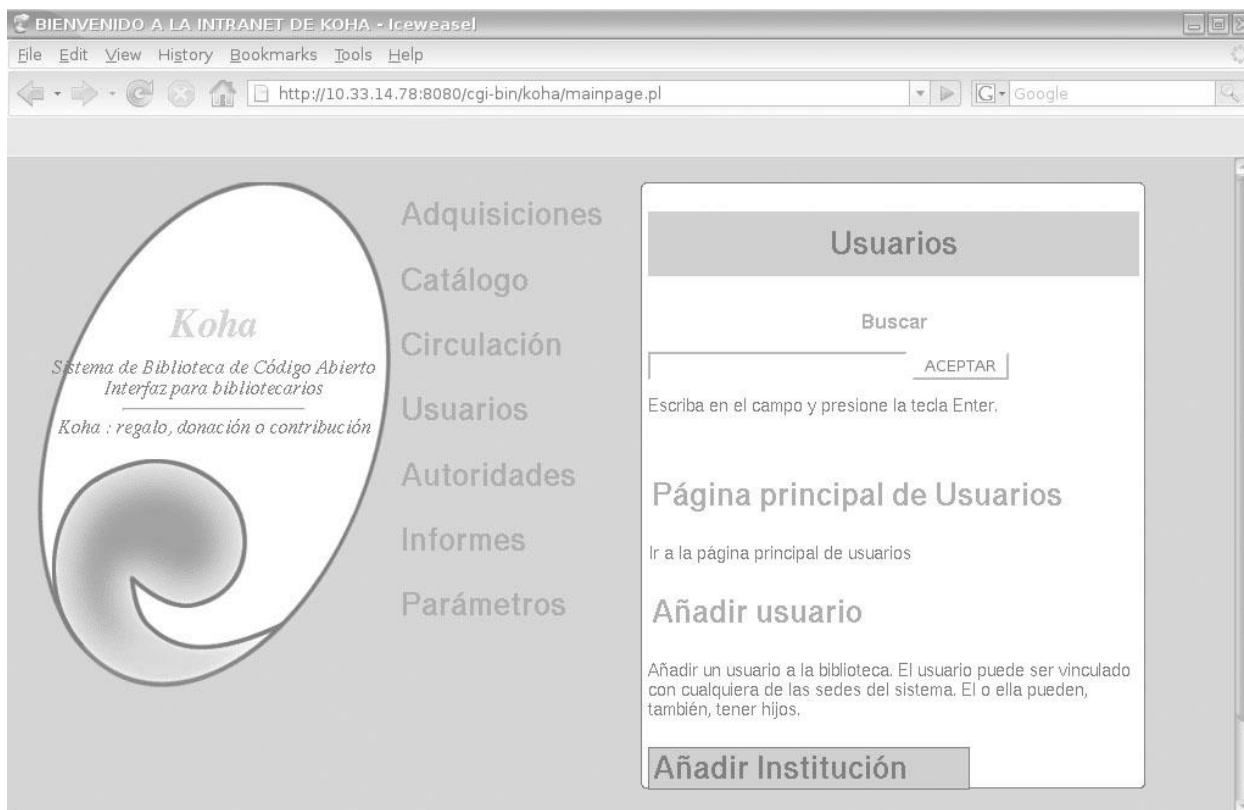 BIENVENIDO A LA INTRANET DE KOHA - Iceweasel
File Edit View History Bookmarks Tools Help
http://10.33.14.78:8080/cgi-bin/koha/mainpage.pl
G Google
Koha
Sistema de Biblioteca de Código Abierto
Interfaz para bibliotecarios
Koha : regalo, donación o contribución
Adquisiciones
Catálogo
Circulación
Usuarios
Autoridades
Informes
Parámetros
Usuarios
Buscar
ACEPTAR
Escriba en el campo y presione la tecla Enter.
Página principal de Usuarios
Ir a la página principal de usuarios
Añadir usuario
Añadir un usuario a la biblioteca. El usuario puede ser vinculado
con cualquiera de las sedes del sistema. El o ella pueden,
también, tener hijos.
Añadir Institución